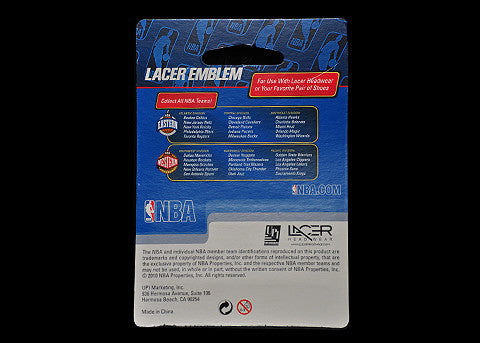 LACER EMBLEM
For Use With Lacer Headwear
or Your Favorite Pair of Shoes
Collect All NBA Teams!
ATLANTIC DIVISION
Boston Celtics
New Jersey Nets
New York Knicks
Philadelphia 76ers
Toronto Raptors
CENTRAL DIVISION
Chicago Bulls
Cleveland Cavaliers
Detroit Pistons
Indiana Pacers
Milwaukee Bucks
SOUTHEAST DIVISION
Atlanta Hawks
Charlotte Bobcats
Miami Heat
Orlando Magic
Washington Wizards
EASTERN
SOUTHWEST DIVISION
Dallas Mavericks
Houston Rockets
Memphis Grizzlies
New Orleans Hornets
San Antonio Spurs
NORTHWEST DIVISION
Denver Nuggets
Minnesota Timberwolves
Portland Trail Blazers
Oklahoma City Thunder
Utah Jazz
PACIFIC DIVISION
Golden State Warriors
Los Angeles Clippers
Los Angeles Lakers
Phoenix Suns
Sacramento Kings
WESTERN
NBA.COM
NBA
UPI
LACER
HEADWEAR
The NBA and individual NBA member team identifications reproduced on this product are
trademarks and copyrighted designs, and/or other forms of intellectual property, that are
the exclusive property of NBA Properties, Inc. and the respective NBA member teams and
may not be used, in whole or in part, without the written consent of NBA Properties, Inc.
© 2010 NBA Properties, Inc. All rights reserved.
UPI Marketing, Inc.
536 Hermosa Avenue, Suite 105
Hermosa Beach, CA 90254
Made in China